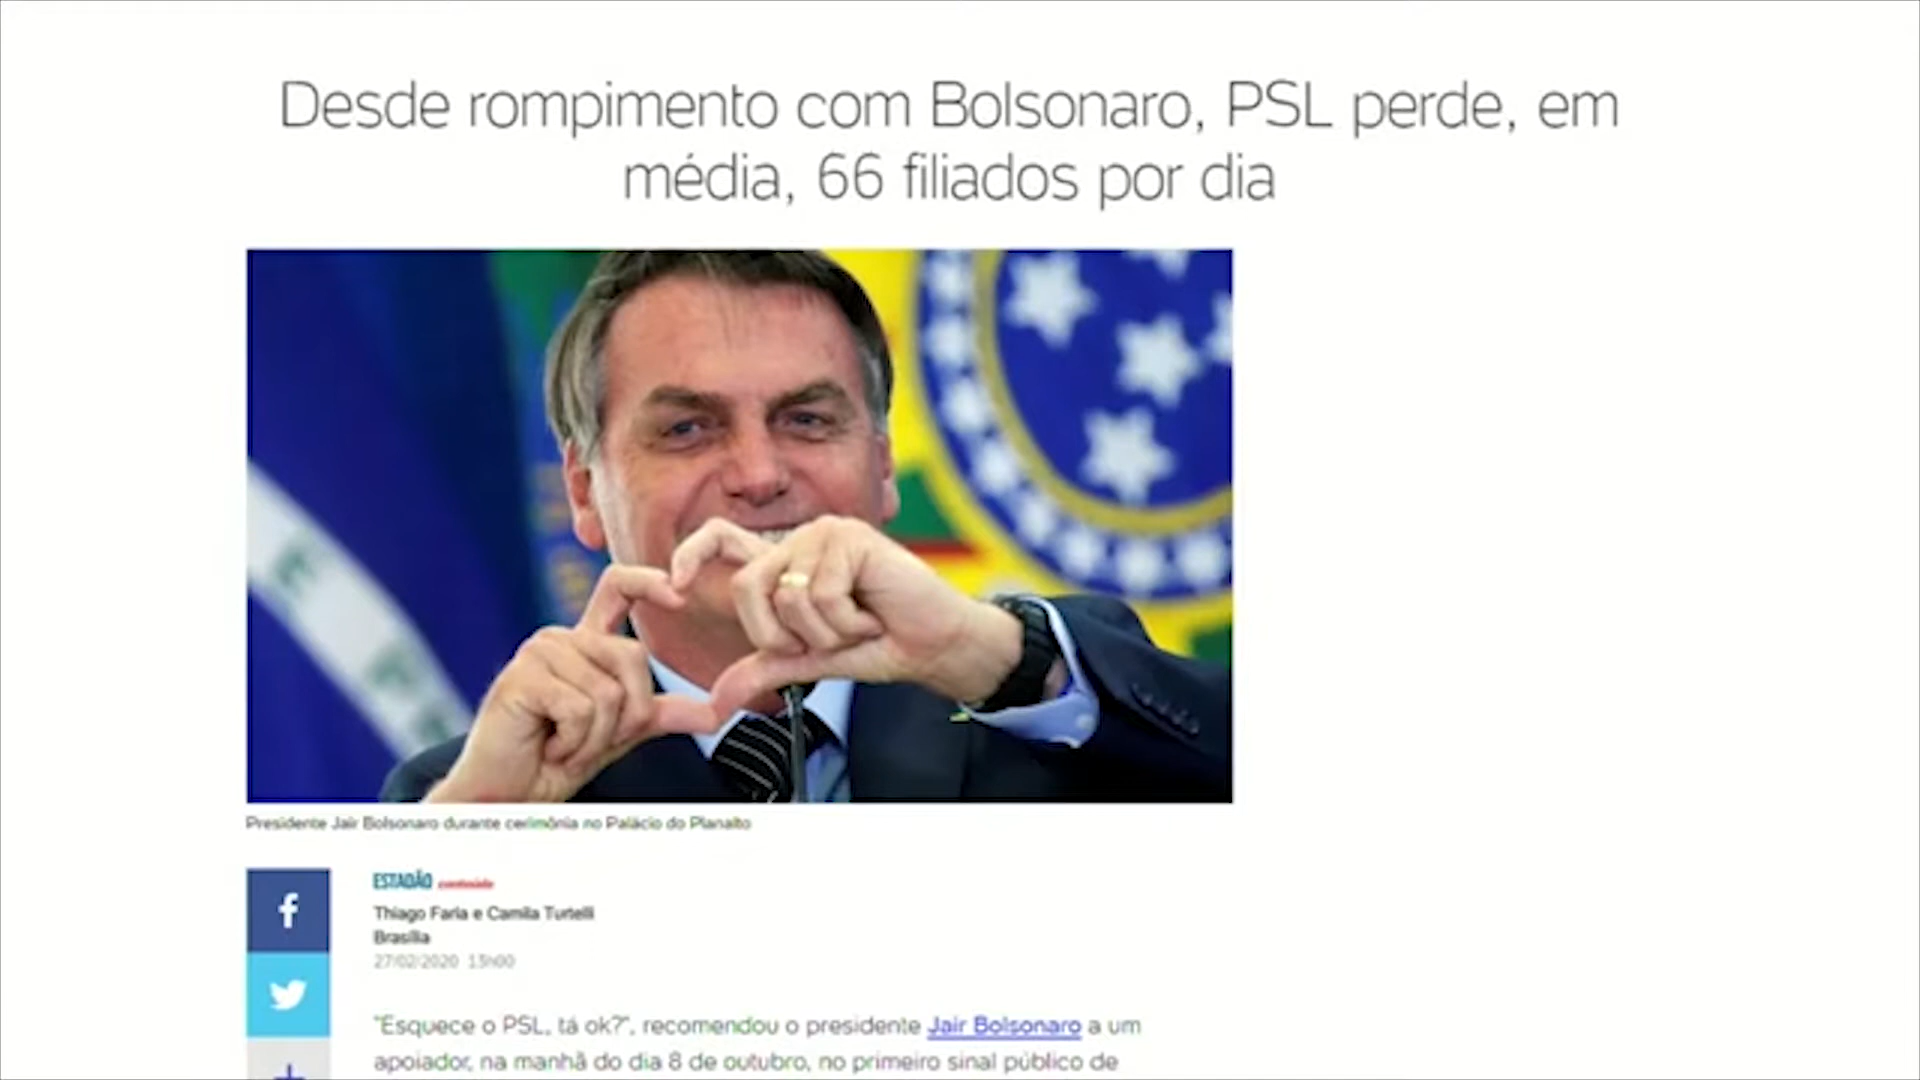 Desde rompimento com Bolsonaro, PSL perde, em
média, 66 filiados por dia
Presidente Jair Bolsonaro durante cerimônia no Palácio do Planalto
ESTADÃO conteúdo
Thiago Faria e Camila Turtelli
Brasília
27/02/2020 13h00
"Esquece o PSL, tá ok?", recomendou o presidente Jair Bolsonaro a um
apoiador, na manhã do dia 8 de outubro, no primeiro sinal público de